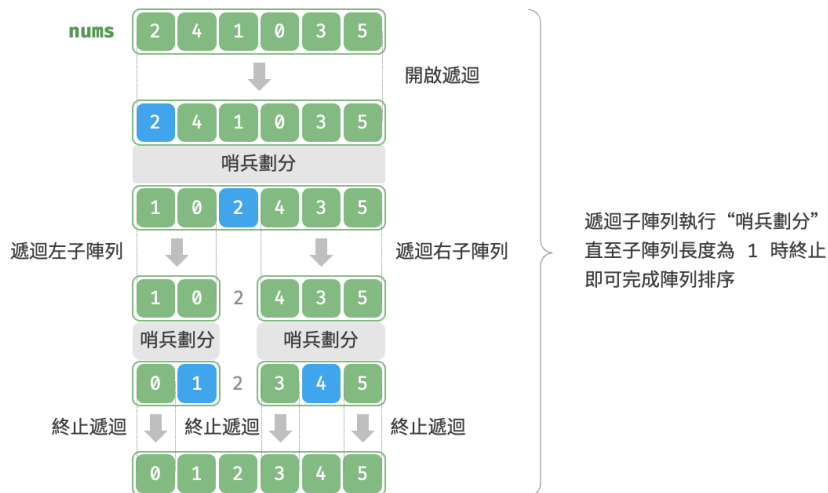 nums 2 4 1 0 3 5
開啟遞迴
2 4 1 0 3 5
哨兵劃分
1 0 2 4 3 5
遞迴左子陣列
遞迴右子陣列
1 0 2 4 3 5
哨兵劃分 哨兵劃分
0 1 2 3 4 5
終止遞迴 終止遞迴 終止遞迴
0 1 2 3 4 5
遞迴子陣列執行“哨兵劃分”
直至子陣列長度為 1 時終止
即可完成陣列排序